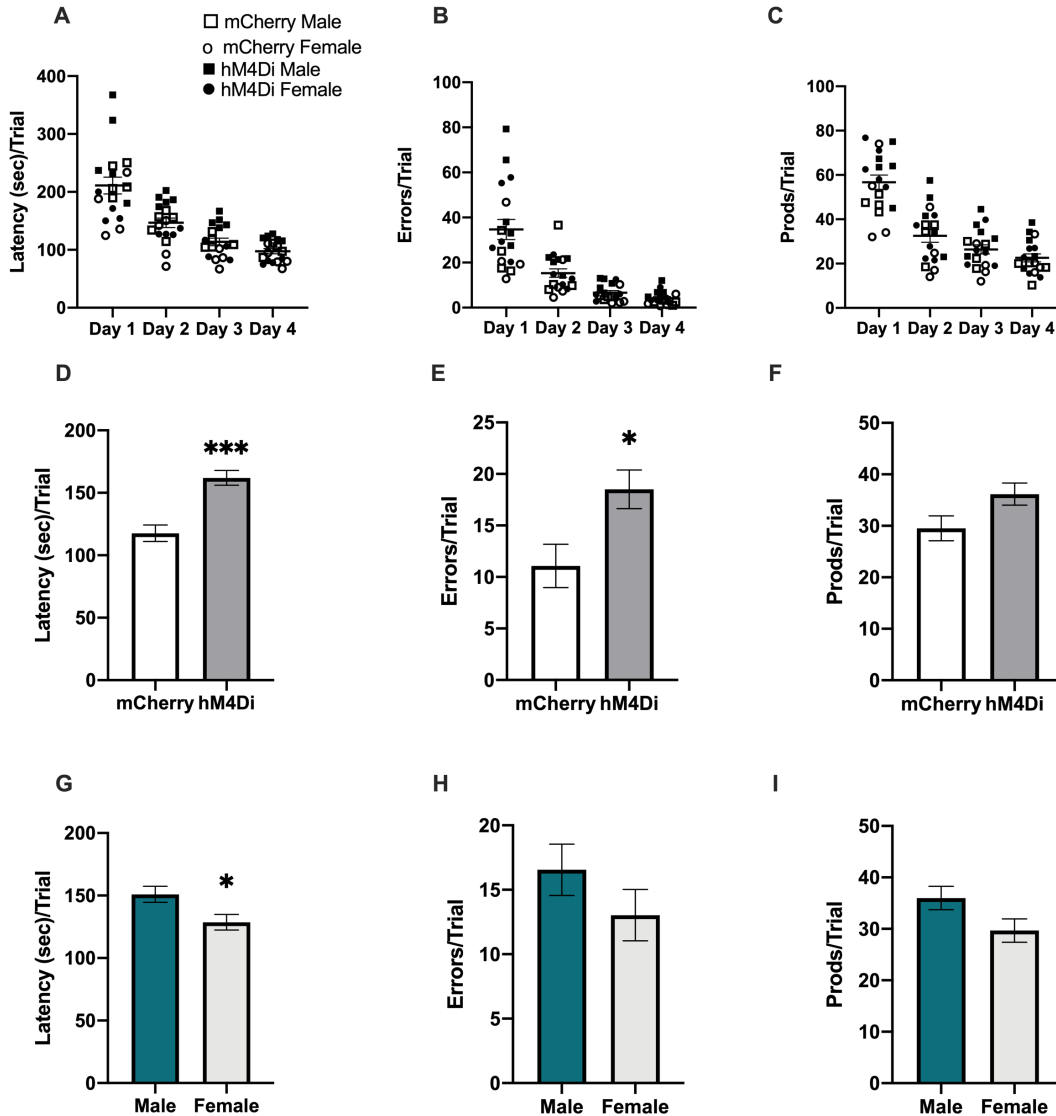 A
B
C
□ mCherry Male
○ mCherry Female
■ hM4Di Male
● hM4Di Female
Latency (sec)/Trial
400
300
200
100
0
Day 1 Day 2 Day 3 Day 4
Errors/Trial
100
80
60
40
20
0
Day 1 Day 2 Day 3 Day 4
Prods/Trial
100
80
60
40
20
0
Day 1 Day 2 Day 3 Day 4
D
E
F
Latency (sec)/Trial
200
150
100
50
0
***
mCherry hM4Di
Errors/Trial
25
20
15
10
5
0
*
mCherry hM4Di
Prods/Trial
50
40
30
20
10
0
mCherry hM4Di
G
H
I
Latency (sec)/Trial
200
150
100
50
0
*
Male Female
Errors/Trial
20
15
10
5
0
Male Female
Prods/Trial
50
40
30
20
10
0
Male Female